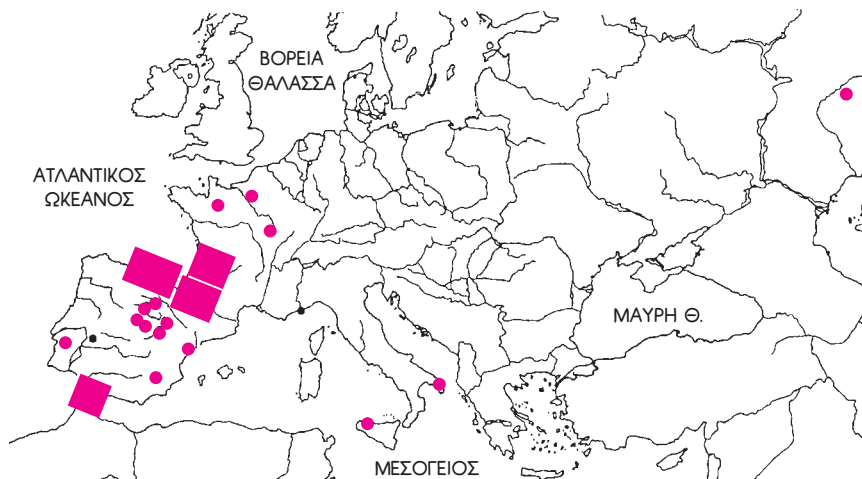 ΒΟΡΕΙΑ
ΘΑΛΑΣΣΑ
ΑΤΛΑΝΤΙΚΟΣ
ΩΚΕΑΝΟΣ
ΜΑΥΡΗ Θ.
ΜΕΣΟΓΕΙΟΣ